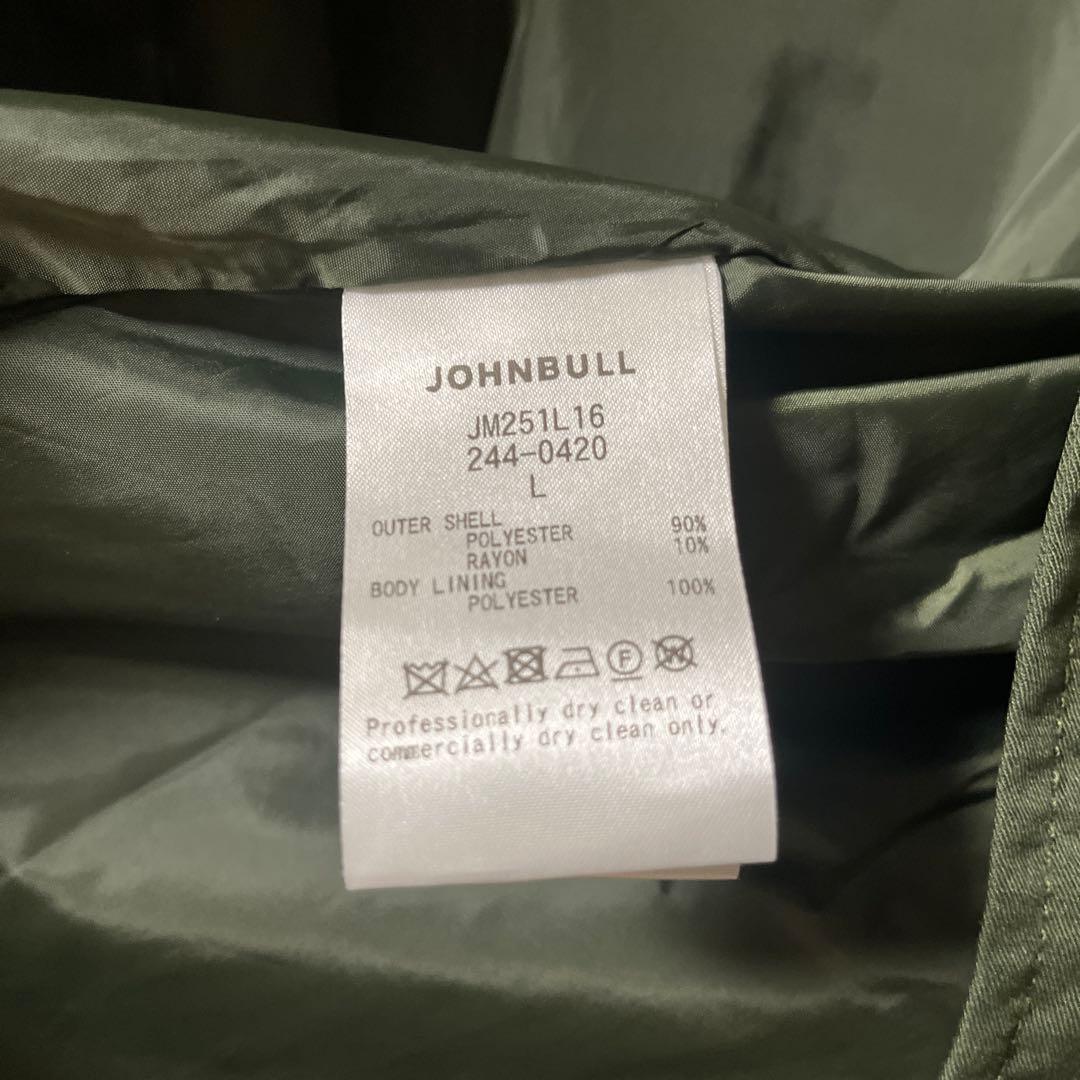 JOHNBULL
JM251L16
244-0420
L
OUTER SHELL
POLYESTER 90%
RAYON 10%
BODY LINING
POLYESTER 100%
F W
Professionally dry clean or
commercially dry clean only.